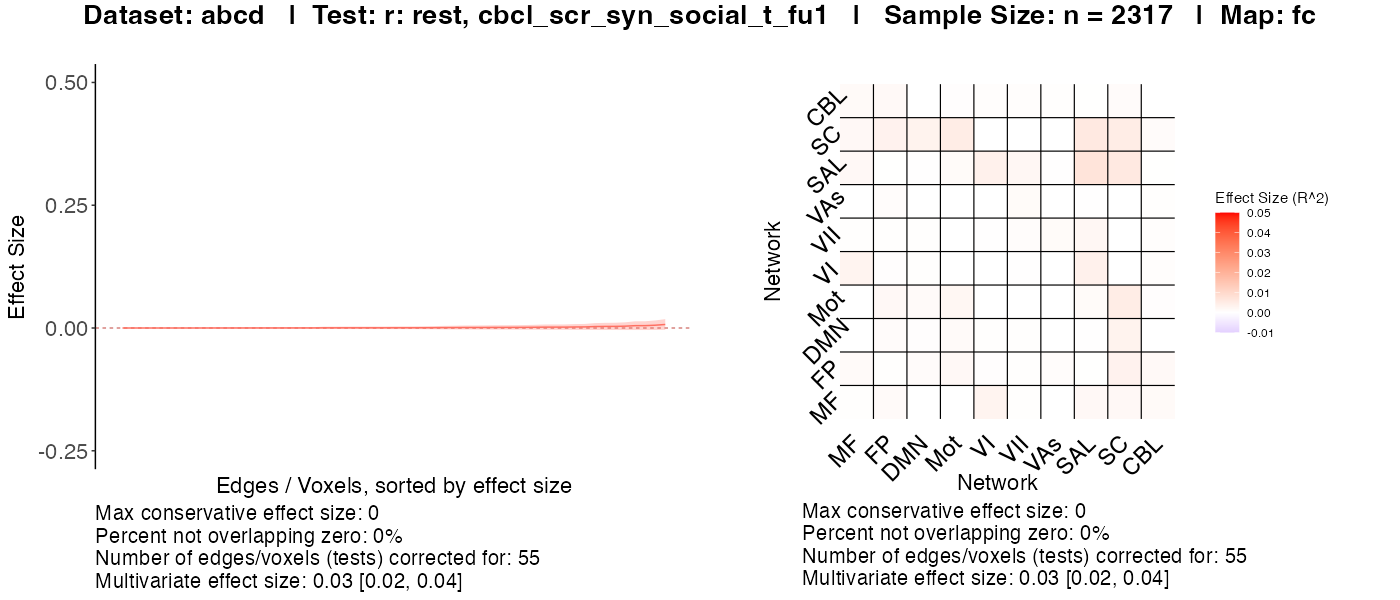 Dataset: abcd | Test: r: rest, cbcl_scr_syn_social_t_fu1 | Sample Size: n = 2317 | Map: fc
0.50
0.25
0.00
-0.25
Effect Size
Edges / Voxels, sorted by effect size
Max conservative effect size: 0
Percent not overlapping zero: 0%
Number of edges/voxels (tests) corrected for: 55
Multivariate effect size: 0.03 [0.02, 0.04]
Network
CBL
SC
SAL
VAs
VII
VI
Mot
DMN
FP
MF
MF
FP
DMN
Mot
VI
VII
VAs
SAL
SC
CBL
Network
Effect Size (R^2)
0.05
0.04
0.03
0.02
0.01
0.00
-0.01
Max conservative effect size: 0
Percent not overlapping zero: 0%
Number of edges/voxels (tests) corrected for: 55
Multivariate effect size: 0.03 [0.02, 0.04]